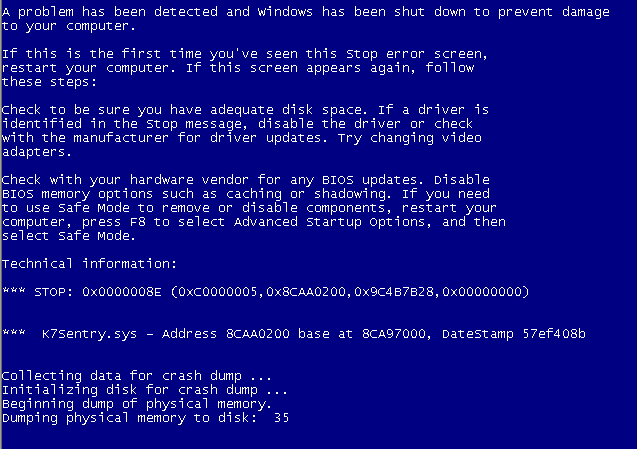 A problem has been detected and Windows has been shut down to prevent damage
to your computer.
If this is the first time you've seen this Stop error screen,
restart your computer. If this screen appears again, follow
these steps:
Check to be sure you have adequate disk space. If a driver is
identified in the Stop message, disable the driver or check
with the manufacturer for driver updates. Try changing video
adapters.
Check with your hardware vendor for any BIOS updates. Disable
BIOS memory options such as caching or shadowing. If you need
to use Safe Mode to remove or disable components, restart your
computer, press F8 to select Advanced Startup Options, and then
select Safe Mode.
Technical information:
*** STOP: 0x0000008E (0xC0000005,0x8CAA0200,0x9C4B7B28,0x00000000)
***  K7Sentry.sys - Address 8CAA0200 base at 8CA97000, DateStamp 57ef408b
Collecting data for crash dump ...
Initializing disk for crash dump ...
Beginning dump of physical memory.
Dumping physical memory to disk:  35